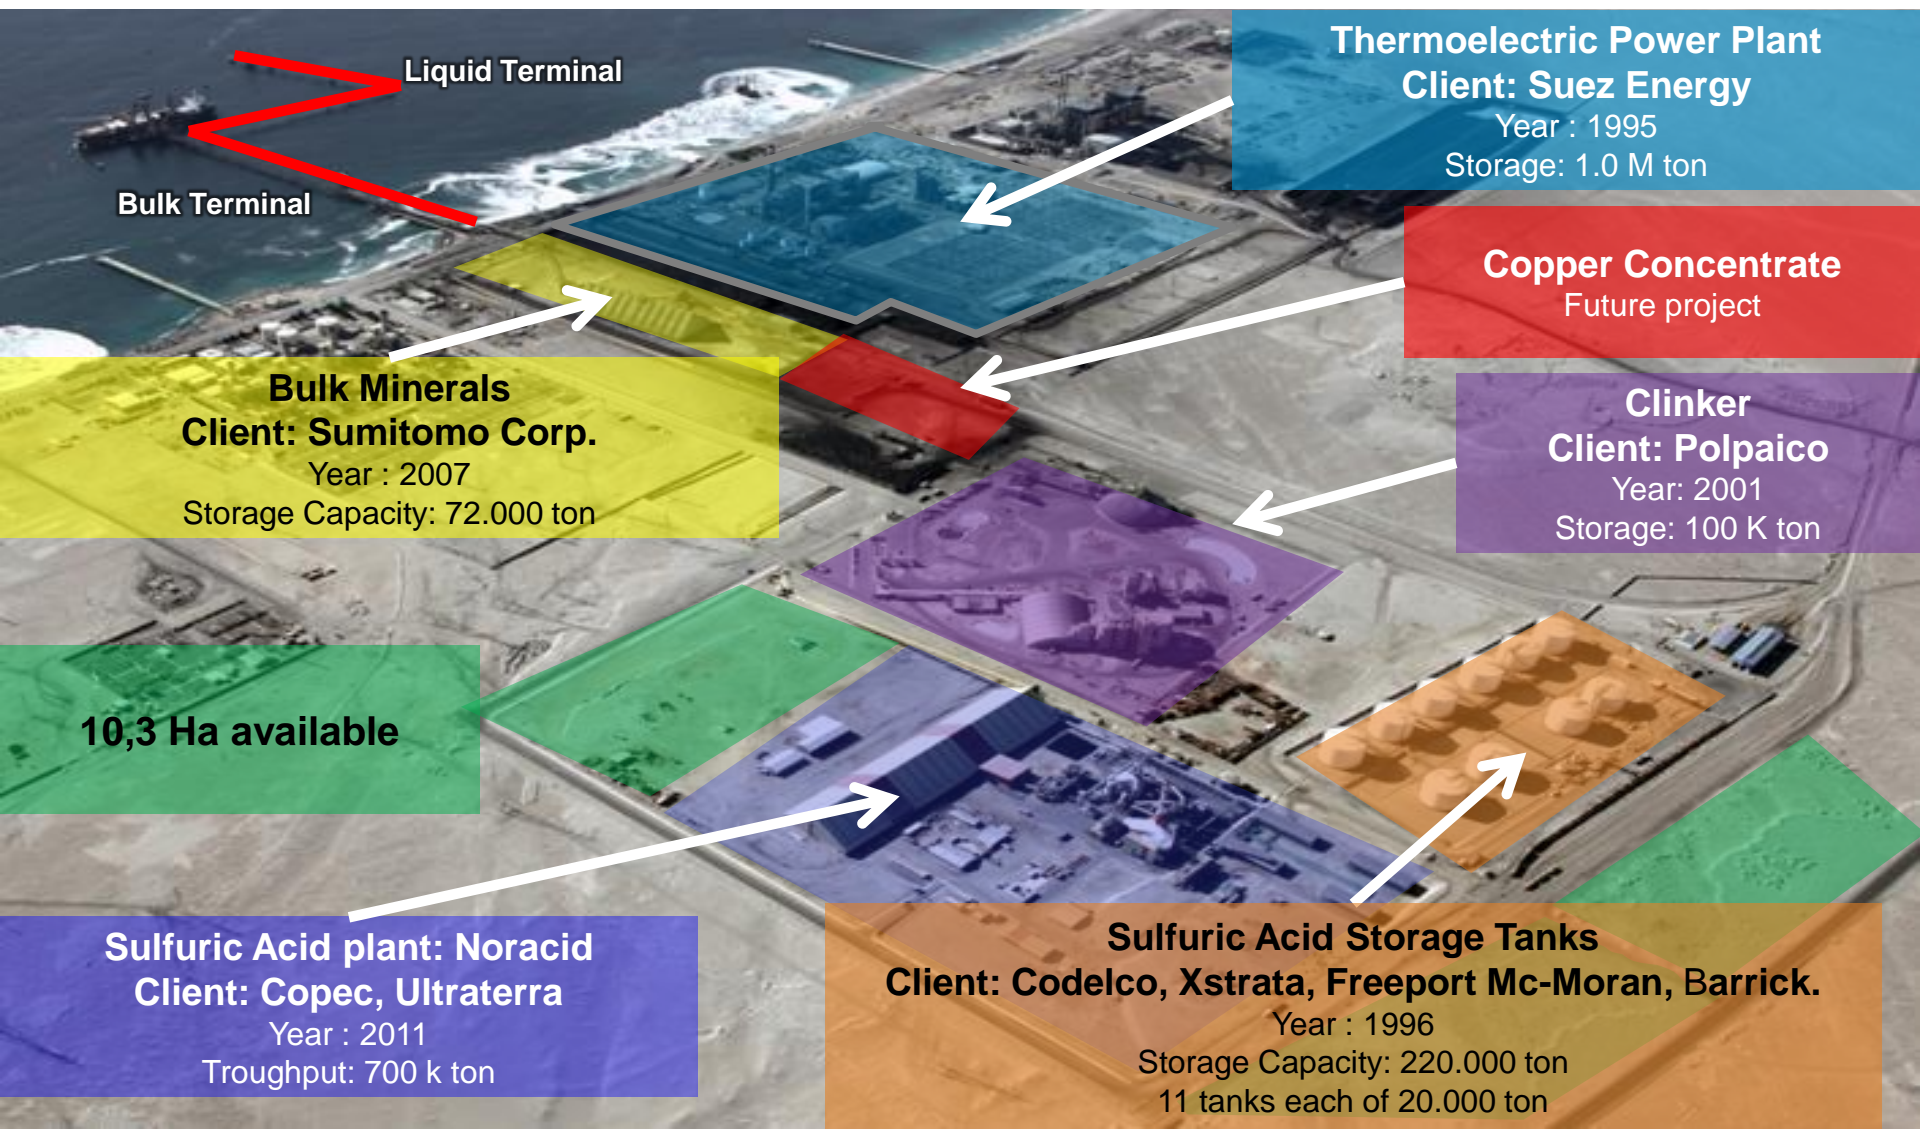 Liquid Terminal
Bulk Terminal
Thermoelectric Power Plant
Client: Suez Energy
Year : 1995
Storage: 1.0 M ton
Copper Concentrate
Future project
Bulk Minerals
Client: Sumitomo Corp.
Year : 2007
Storage Capacity: 72.000 ton
Clinker
Client: Polpaico
Year: 2001
Storage: 100 K ton
10,3 Ha available
Sulfuric Acid plant: Noracid
Client: Copec, Ultraterra
Year : 2011
Troughput: 700 k ton
Sulfuric Acid Storage Tanks
Client: Codelco, Xstrata, Freeport Mc-Moran, Barrick.
Year : 1996
Storage Capacity: 220.000 ton
11 tanks each of 20.000 ton